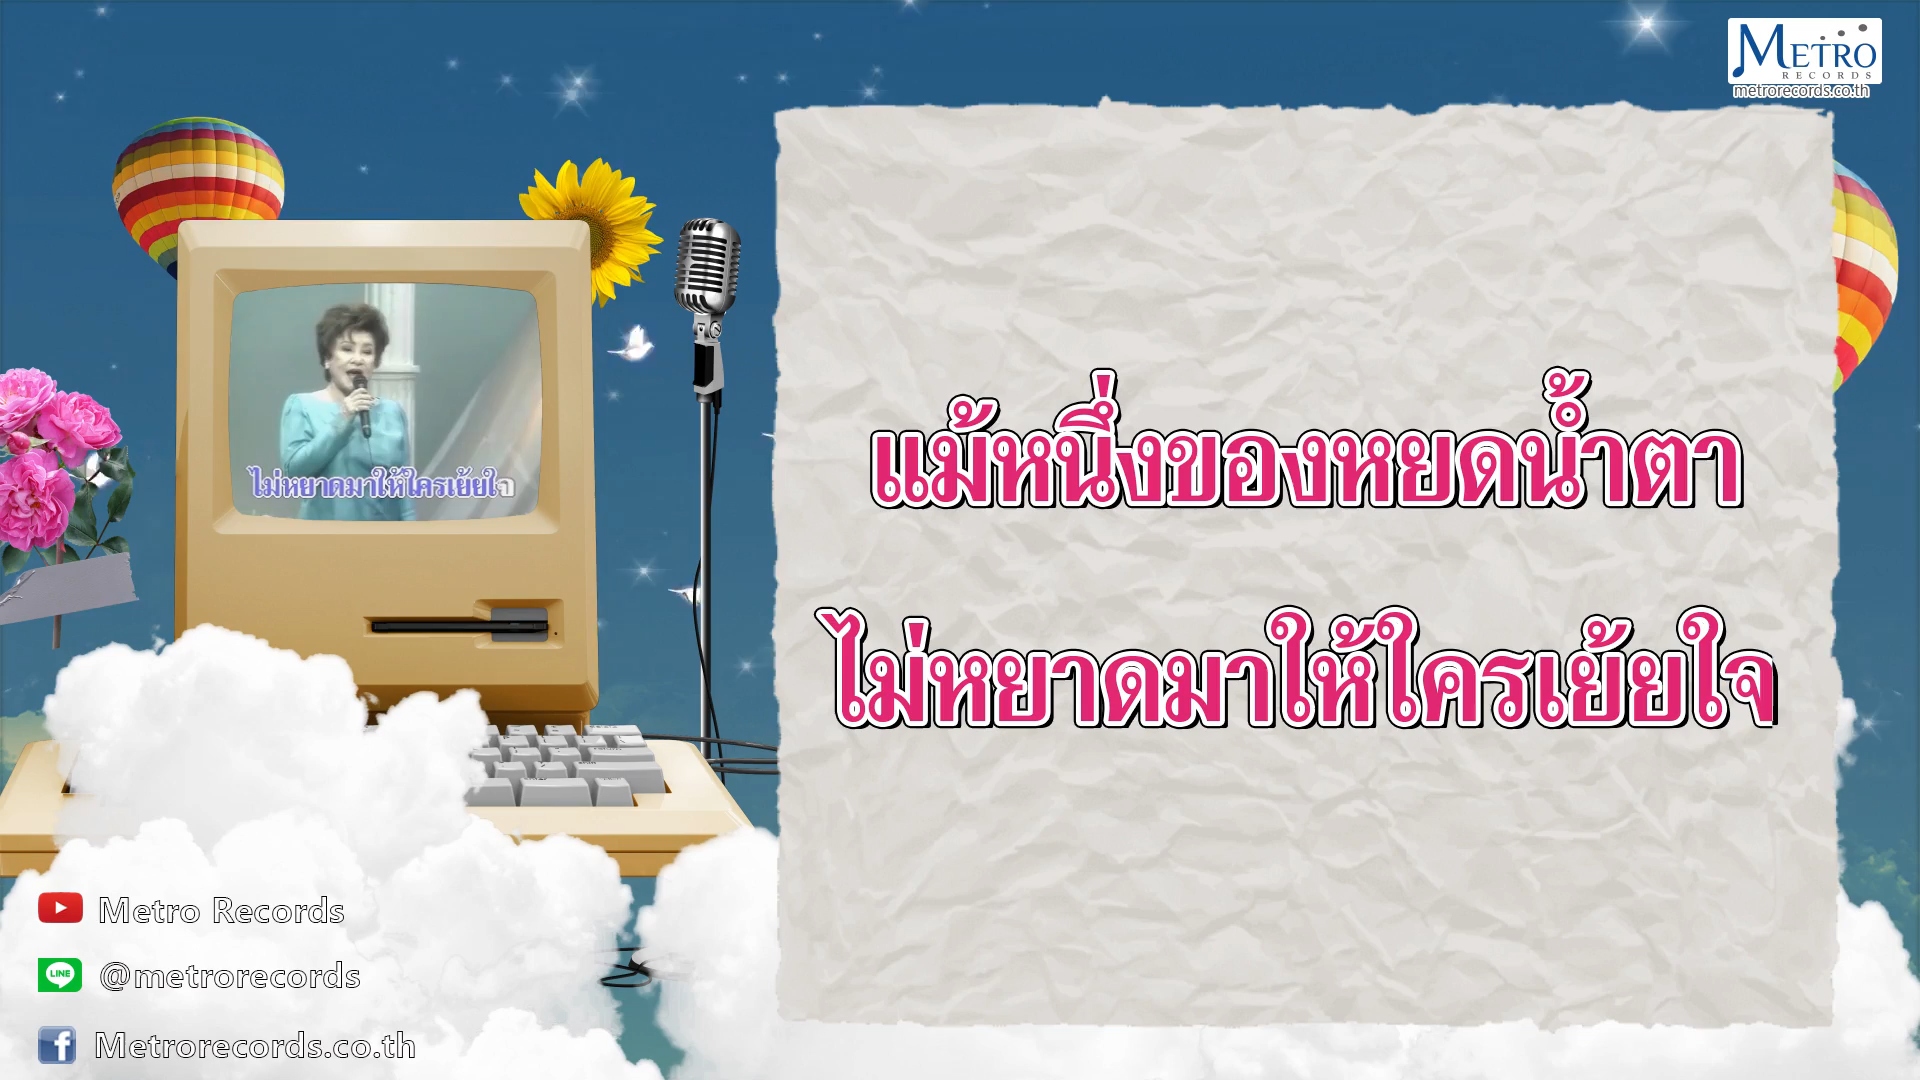 METRO
RECORDS
metrorecords.co.th
ไม่หยาดมาให้ใครเย้ยใจ
แม้หนึ่งของหยดน้ำตา
ไม่หยาดมาให้ใครเย้ยใจ
Metro Records
LINE
@metrorecords
Metrorecords.co.th